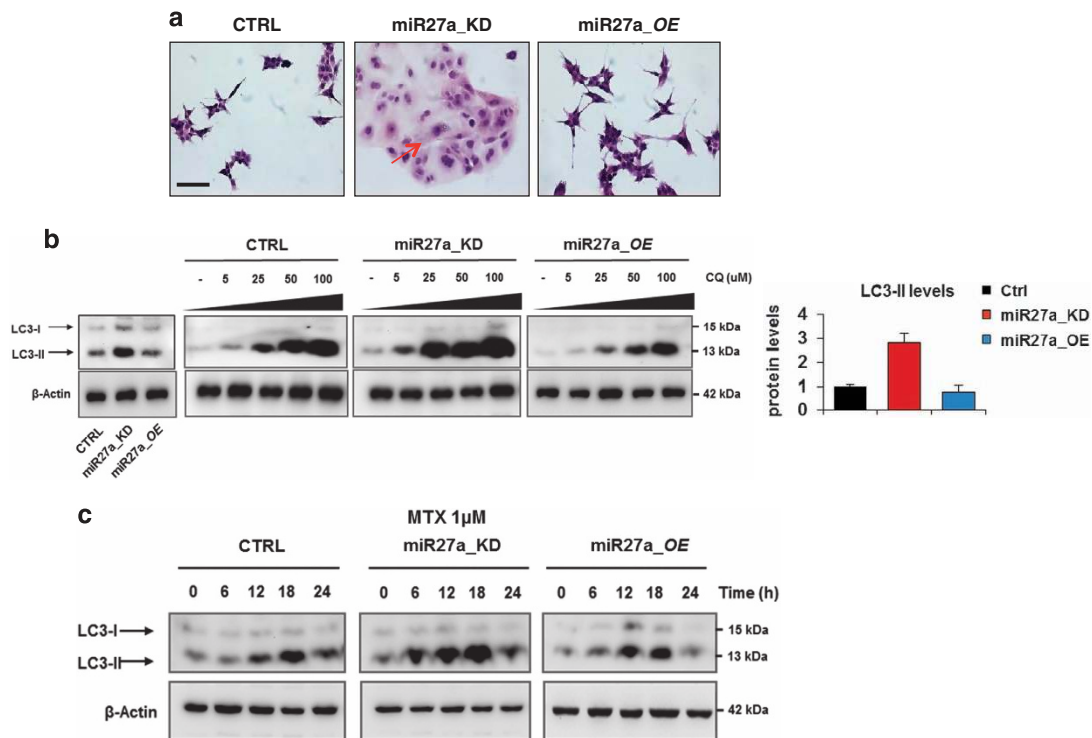 a
CTRL miR27a_KD miR27a_OE
b
CTRL miR27a_KD miR27a_OE
- 5 25 50 100 - 5 25 50 100 - 5 25 50 100 CQ (uM)
LC3-I 15 kDa
LC3-II 13 kDa
β-Actin 42 kDa
CTRL miR27a_KD miR27a_OE
LC3-II levels
protein levels
4
3
2
1
0
Ctrl
miR27a_KD
miR27a_OE
c
MTX 1µM
CTRL miR27a_KD miR27a_OE
0 6 12 18 24 0 6 12 18 24 0 6 12 18 24 Time (h)
LC3-I 15 kDa
LC3-II 13 kDa
β-Actin 42 kDa